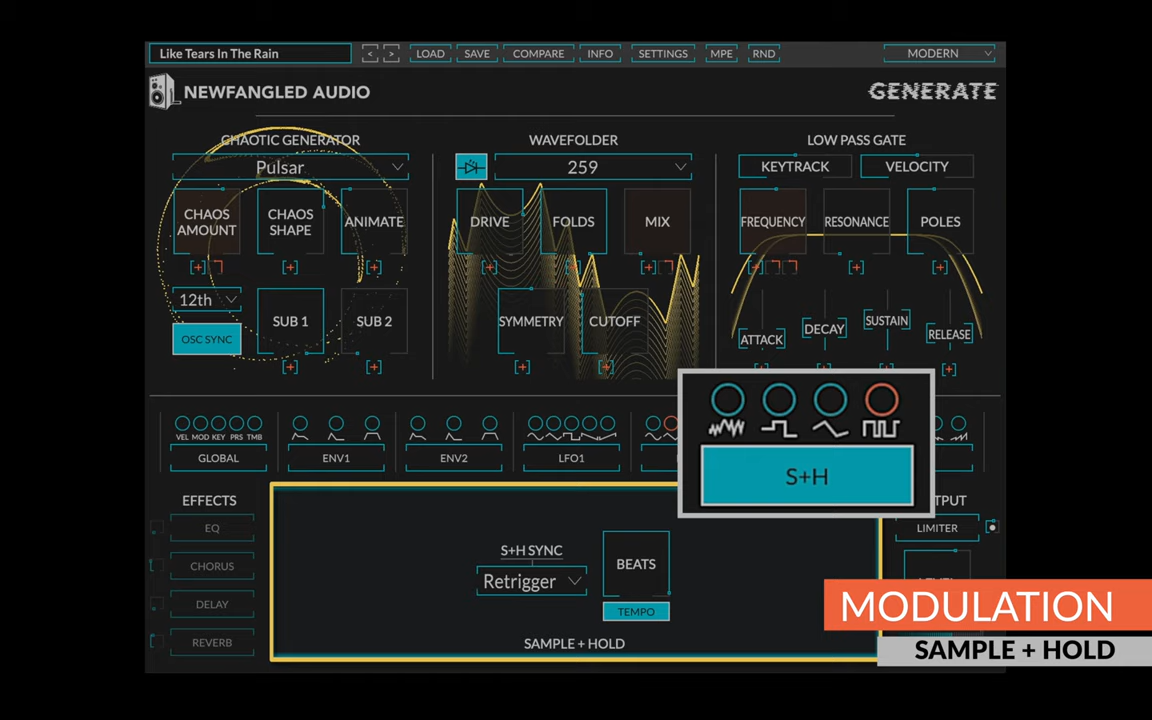 Like Tears In The Rain
< >
LOAD SAVE COMPARE INFO SETTINGS MPE RND
MODERN
NEWFANGLED AUDIO
GENERATE
CHAOTIC GENERATOR
WAVEFOLDER
LOW PASS GATE
Pulsar
259
KEYTRACK
VELOCITY
CHAOS
AMOUNT
CHAOS
SHAPE
ANIMATE
DRIVE
FOLDS
MIX
FREQUENCY
RESONANCE
POLES
12th
OSC SYNC
SUB 1
SUB 2
SYMMETRY
CUTOFF
ATTACK
DECAY
SUSTAIN
RELEASE
VEL MOD KEY PRS TMB
GLOBAL
ENV1
ENV2
LFO1
S+H
EFFECTS
EQ
CHORUS
DELAY
REVERB
S+H SYNC
Retrigger
BEATS
TEMPO
SAMPLE + HOLD
LIMITER
MODULATION
SAMPLE + HOLD